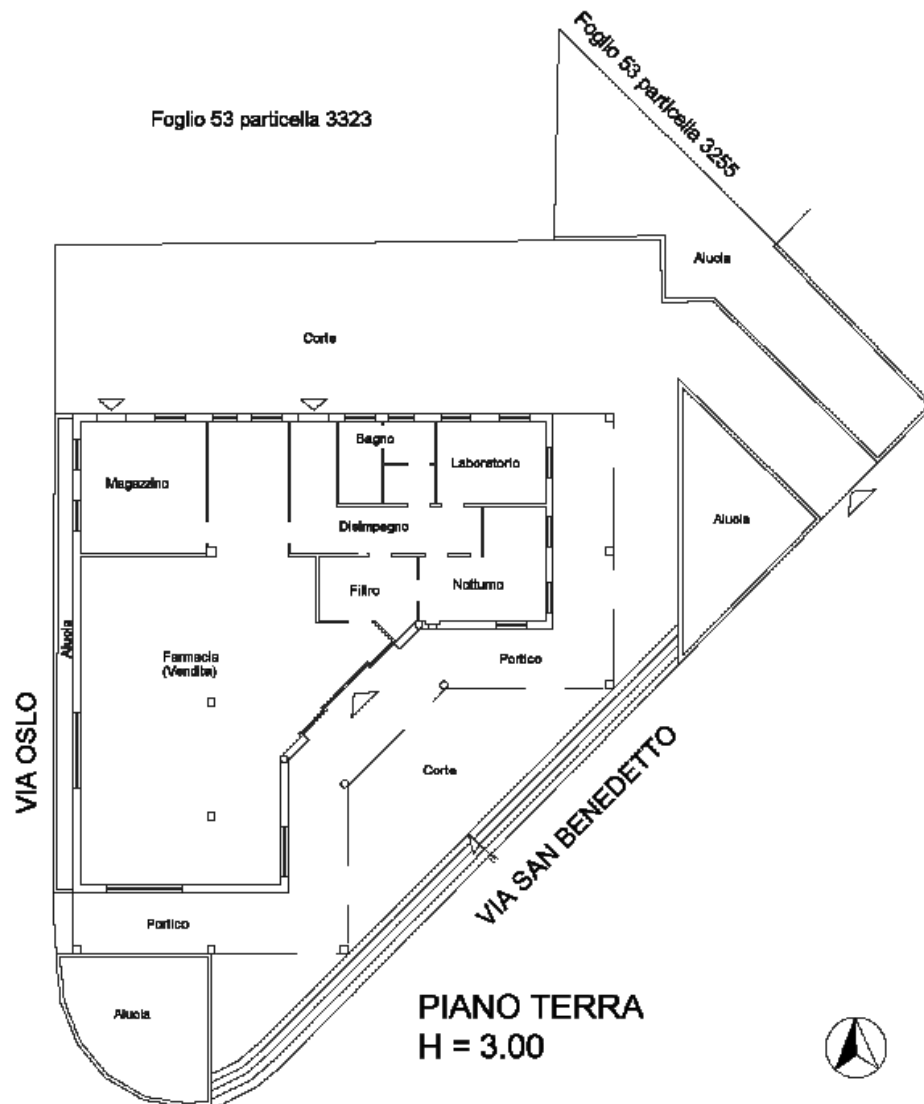 Foglio 53 particella 3255
Foglio 53 particella 3323
Aiuola
Corte
Bagno
Laboratorio
Magazzino
Aiuola
Disimpegno
Filtro
Notturno
Aiuola
Farmacia
(Vendita)
Portico
VIA OSLO
Corte
VIA SAN BENEDETTO
Portico
Aiuola
PIANO TERRA
H = 3.00